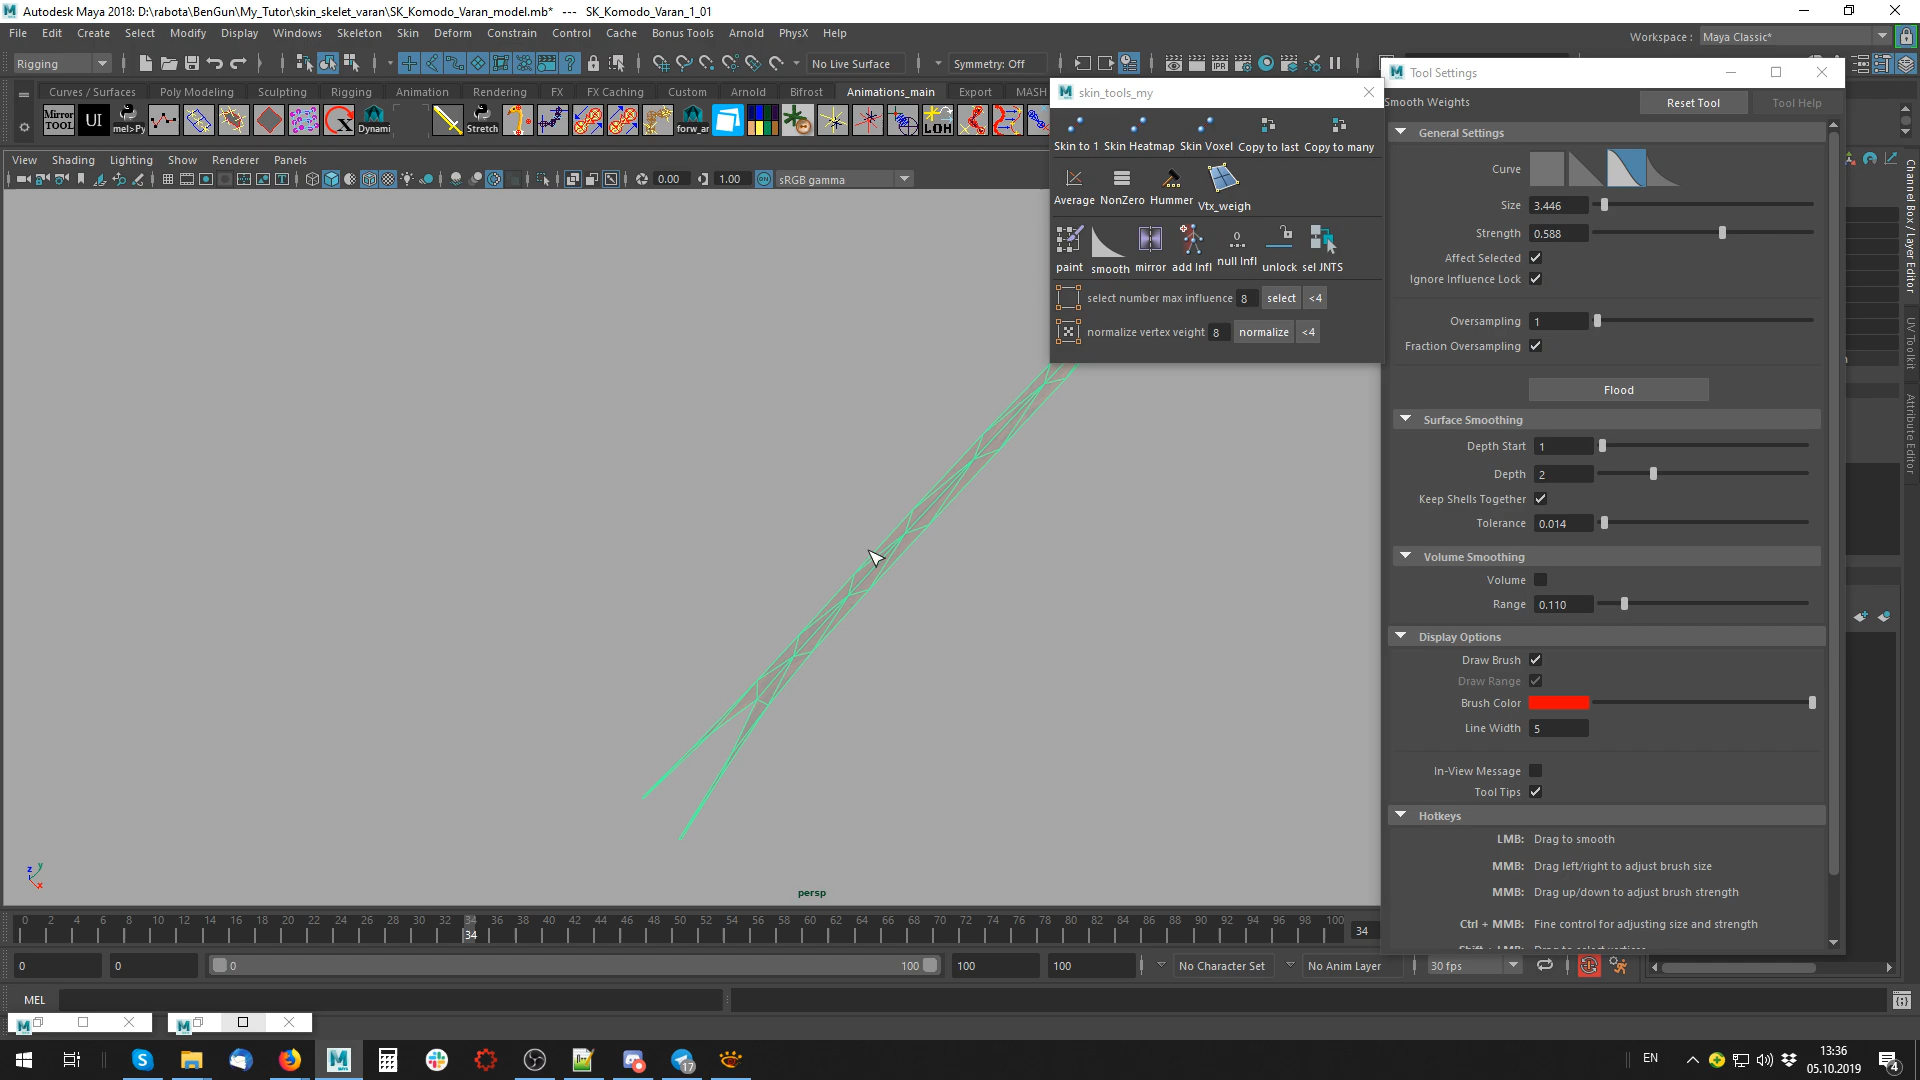 Autodesk Maya 2018: D:\rabota\BenGun\My_Tutor\skin_skelet_varan\SK_Komodo_Varan_model.mb* --- SK_Komodo_Varan_1_01
File Edit Create Select Modify Display Windows Skeleton Skin Deform Constrain Control Cache Bonus Tools Arnold PhysX Help
Workspace : Maya Classic*
Rigging No Live Surface Symmetry: Off
Curves / Surfaces Poly Modeling Sculpting Rigging Animation Rendering FX FX Caching Custom Arnold Bifrost Animations_main Export MASH
Mirror TOOL UI mel>Py Dynami Stretch forw_ar LOH
View Shading Lighting Show Renderer Panels
0.00 1.00 sRGB gamma
skin_tools_my
Skin to 1 Skin Heatmap Skin Voxel Copy to last Copy to many
Average NonZero Hummer Vtx_weigh
paint smooth mirror add Infl null Infl unlock sel JNTS
select number max influence 8 select <4
normalize vertex weight 8 normalize <4
Tool Settings
Smooth Weights Reset Tool Tool Help
General Settings
Curve
Size 3.446
Strength 0.588
Affect Selected
Ignore Influence Lock
Oversampling 1
Fraction Oversampling
Flood
Surface Smoothing
Depth Start 1
Depth 2
Keep Shells Together
Tolerance 0.014
Volume Smoothing
Volume
Range 0.110
Display Options
Draw Brush
Draw Range
Brush Color
Line Width 5
In-View Message
Tool Tips
Hotkeys
LMB: Drag to smooth
MMB: Drag left/right to adjust brush size
MMB: Drag up/down to adjust brush strength
Ctrl + MMB: Fine control for adjusting size and strength
Channel Box / Layer Editor
UV Toolkit
Attribute Editor
z y x
persp
0 2 4 6 8 10 12 14 16 18 20 22 24 26 28 30 32 34 36 38 40 42 44 46 48 50 52 54 56 58 60 62 64 66 68 70 72 74 76 78 80 82 84 86 88 90 92 94 96 98 100
34 34
0 0 0 100 100 100 No Character Set No Anim Layer 30 fps
MEL
EN 13:36
05.10.2019
17 4